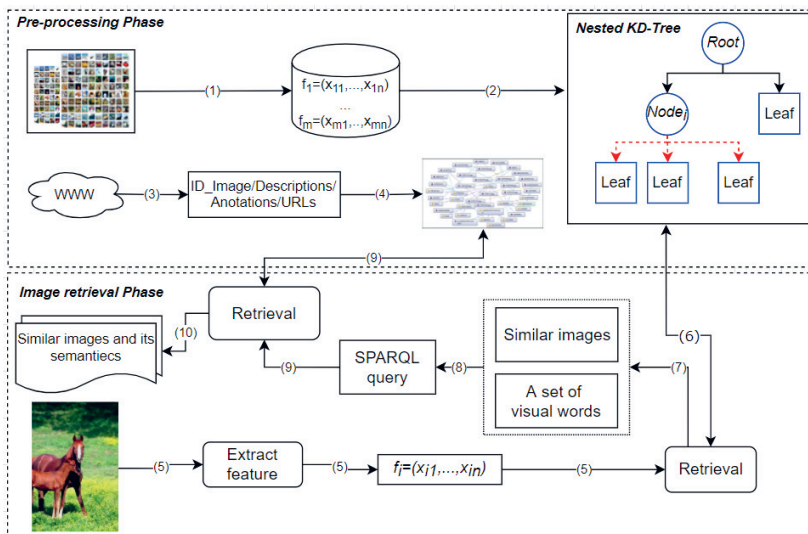 Pre-processing Phase
Nested KD-Tree
Root
(1)
f1=(x11,...,x1n)
...
fm=(xm1,..,xmn)
(2)
Nodei
Leaf
Leaf
Leaf
Leaf
WWW
(3)
ID_Image/Descriptions/
Anotations/URLs
(4)
(9)
Image retrieval Phase
Retrieval
(10)
Similar images and its
semantiecs
(9)
SPARQL
query
(8)
Similar images
A set of
visual words
(7)
(6)
(5)
Extract
feature
(5)
fi=(xi1,...,xin)
(5)
Retrieval